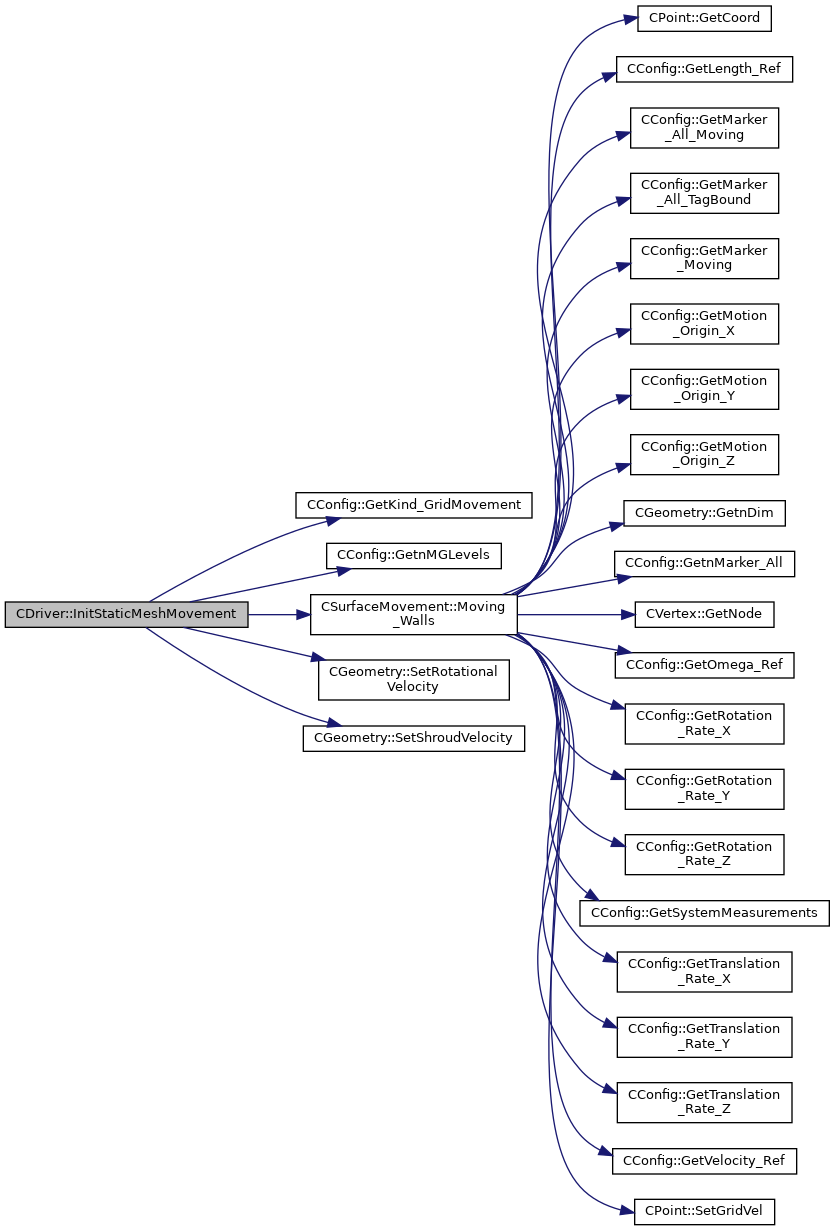 CDriver::InitStaticMeshMovement
CConfig::GetKind_GridMovement
CConfig::GetnMGLevels
CSurfaceMovement::Moving
_Walls
CGeometry::SetRotational
Velocity
CGeometry::SetShroudVelocity
CPoint::GetCoord
CConfig::GetLength_Ref
CConfig::GetMarker
_All_Moving
CConfig::GetMarker
_All_TagBound
CConfig::GetMarker
_Moving
CConfig::GetMotion
_Origin_X
CConfig::GetMotion
_Origin_Y
CConfig::GetMotion
_Origin_Z
CGeometry::GetnDim
CConfig::GetnMarker_All
CVertex::GetNode
CConfig::GetOmega_Ref
CConfig::GetRotation
_Rate_X
CConfig::GetRotation
_Rate_Y
CConfig::GetRotation
_Rate_Z
CConfig::GetSystemMeasurements
CConfig::GetTranslation
_Rate_X
CConfig::GetTranslation
_Rate_Y
CConfig::GetTranslation
_Rate_Z
CConfig::GetVelocity_Ref
CPoint::SetGridVel